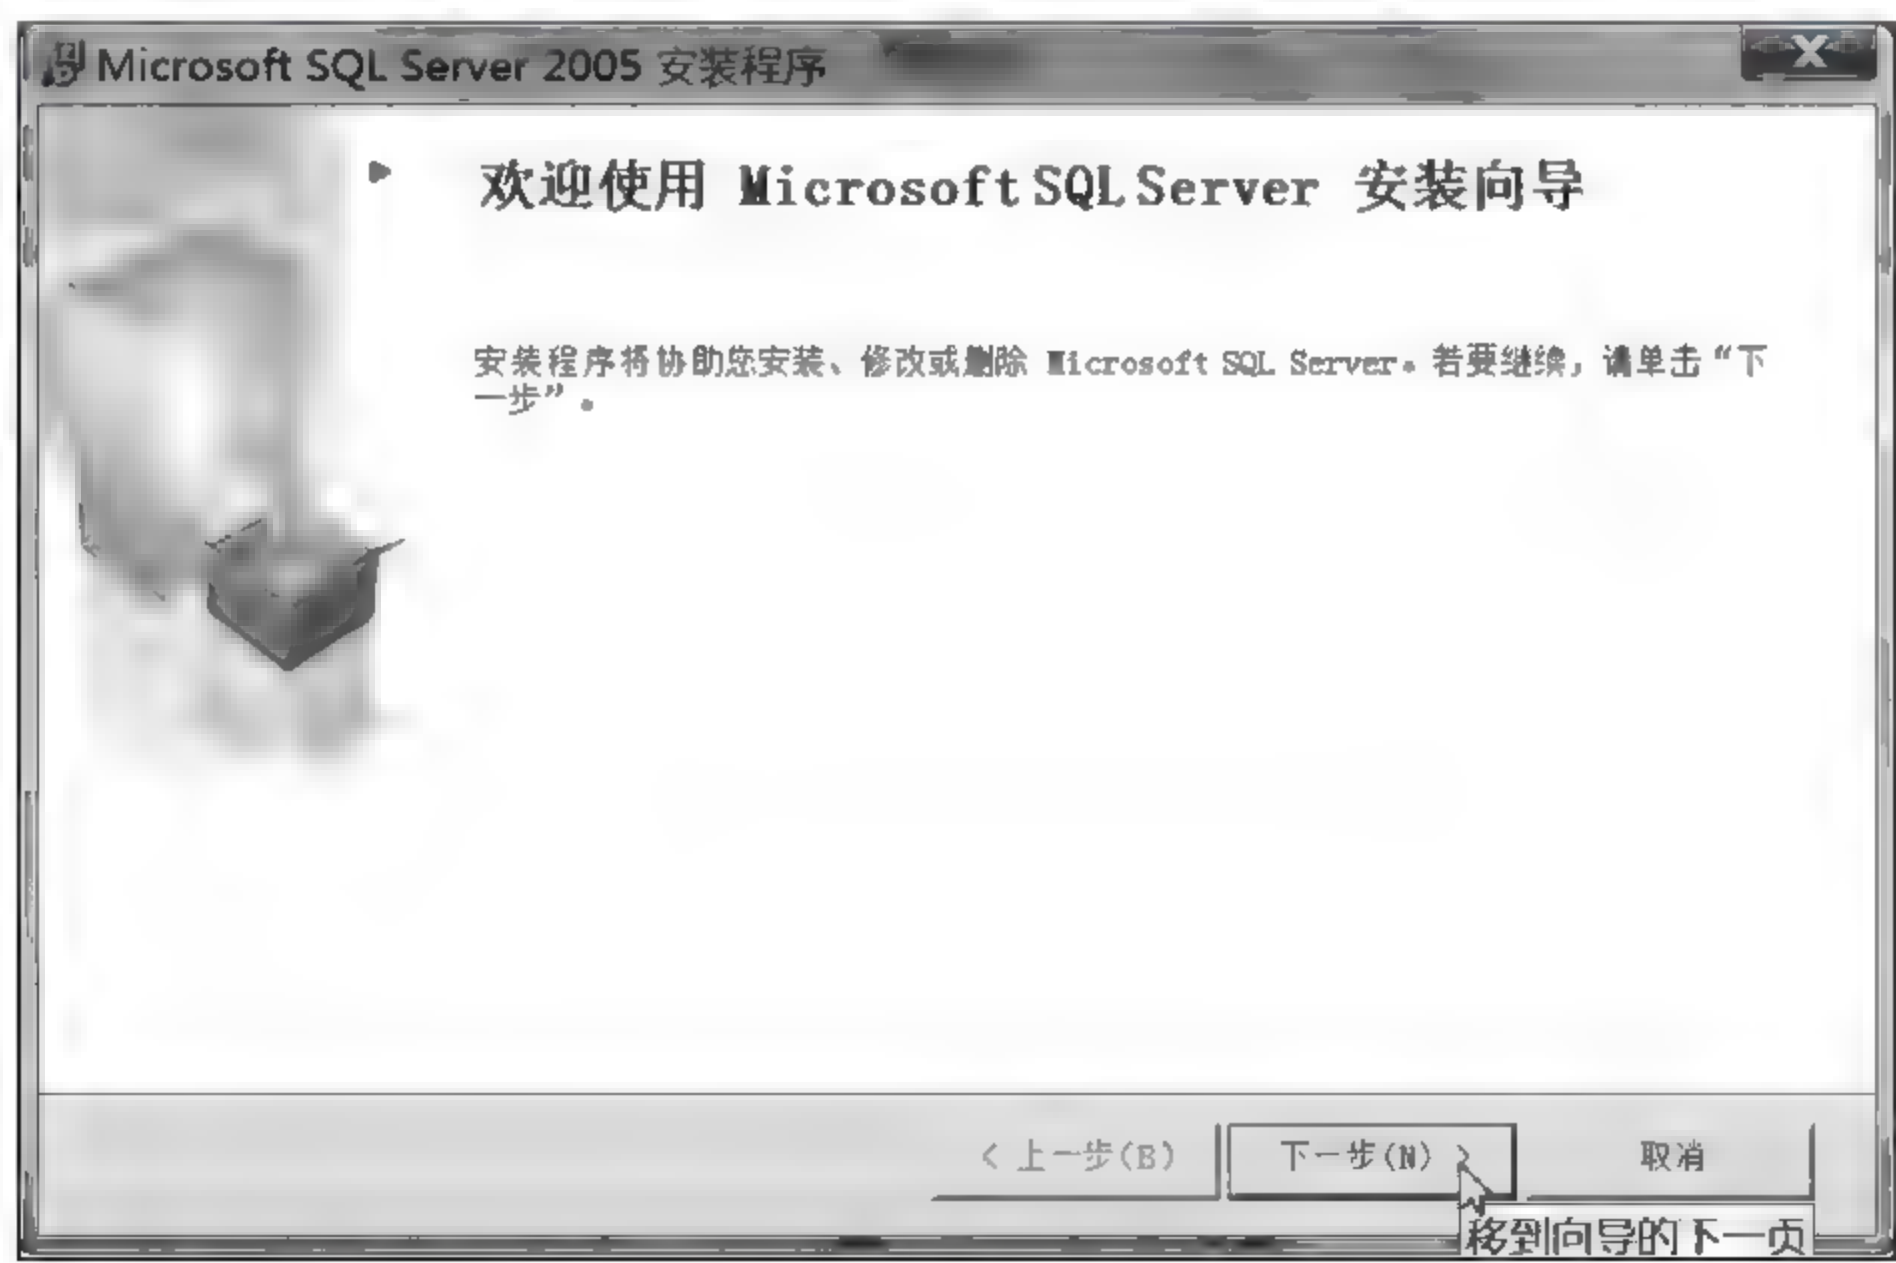 Microsoft SQL Server 2005 安装程序
欢迎使用 Microsoft SQL Server 安装向导
安装程序将协助您安装、修改或删除 Microsoft SQL Server。若要继续，请单击“下
一步”。
< 上一步(B) 下一步(N) > 取消
移到向导的下一页